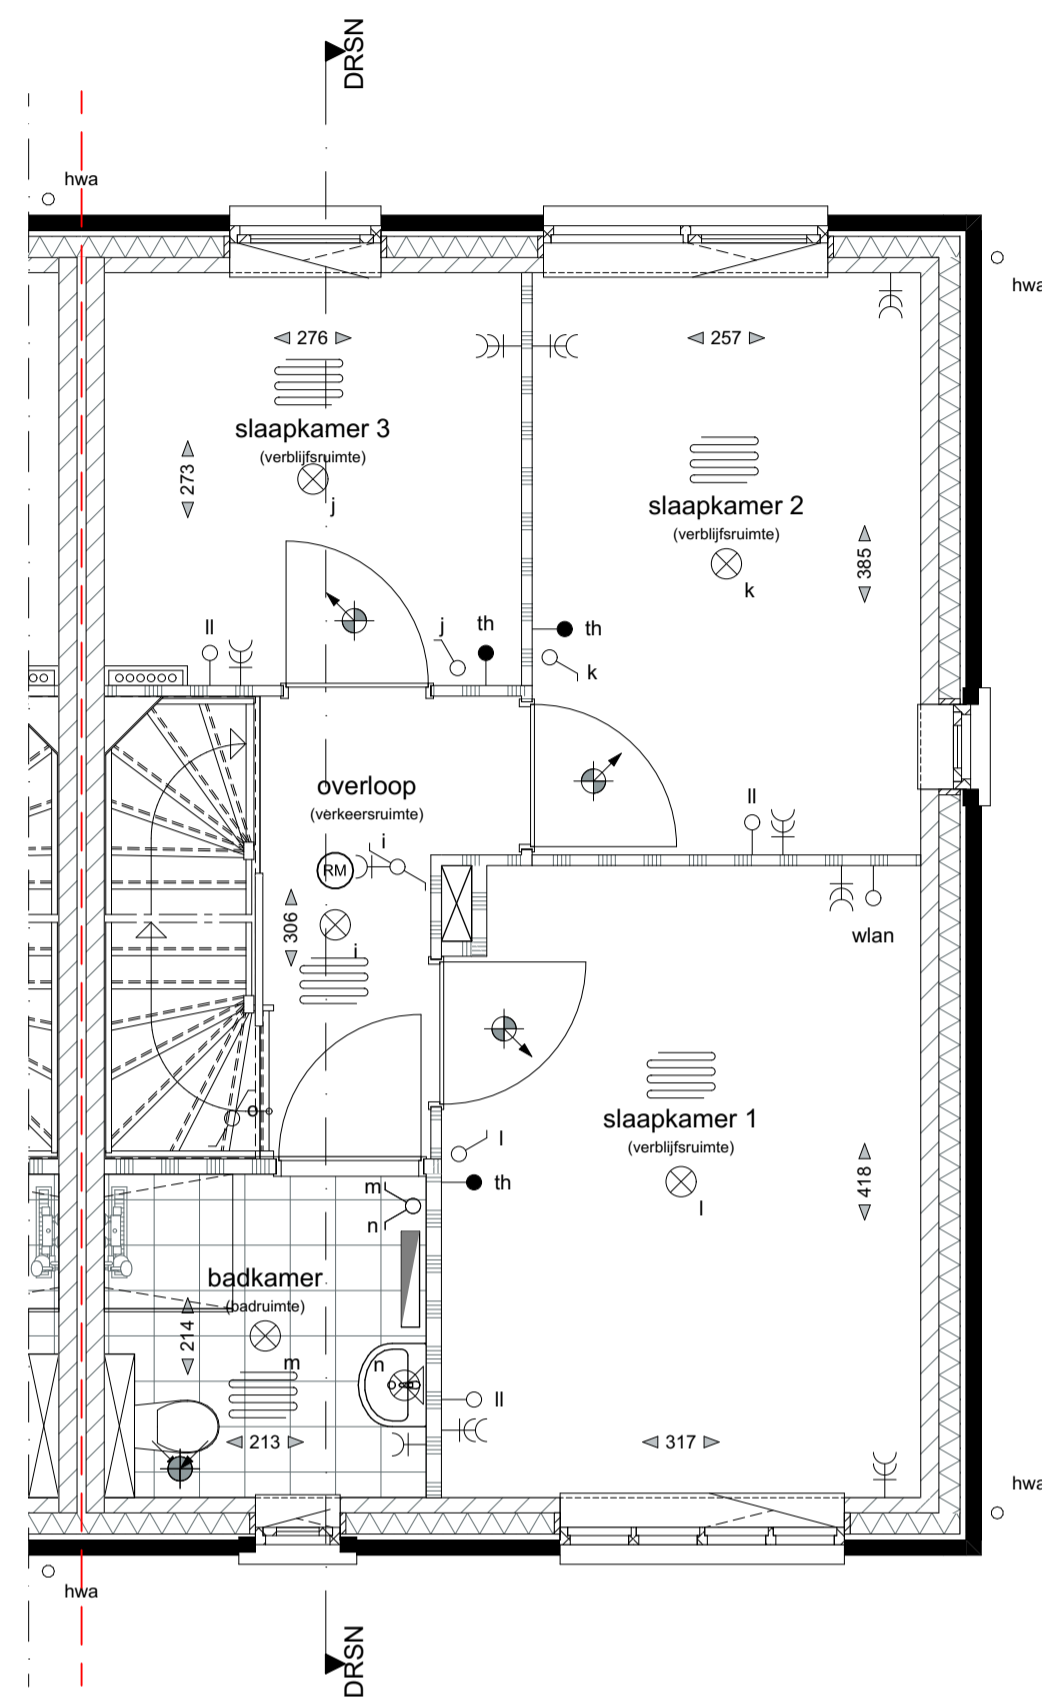 DRSN
hwa
hwa
276
257
slaapkamer 3
(verblijfsruimte)
273
j
slaapkamer 2
(verblijfsruimte)
385
k
ll
j
th
th
k
overloop
(verkeersruimte)
i
RM
306
i
ll
wlan
slaapkamer 1
(verblijfsruimte)
l
th
418
l
m
n
badkamer
(badruimte)
214
m
n
213
ll
317
hwa
hwa
DRSN